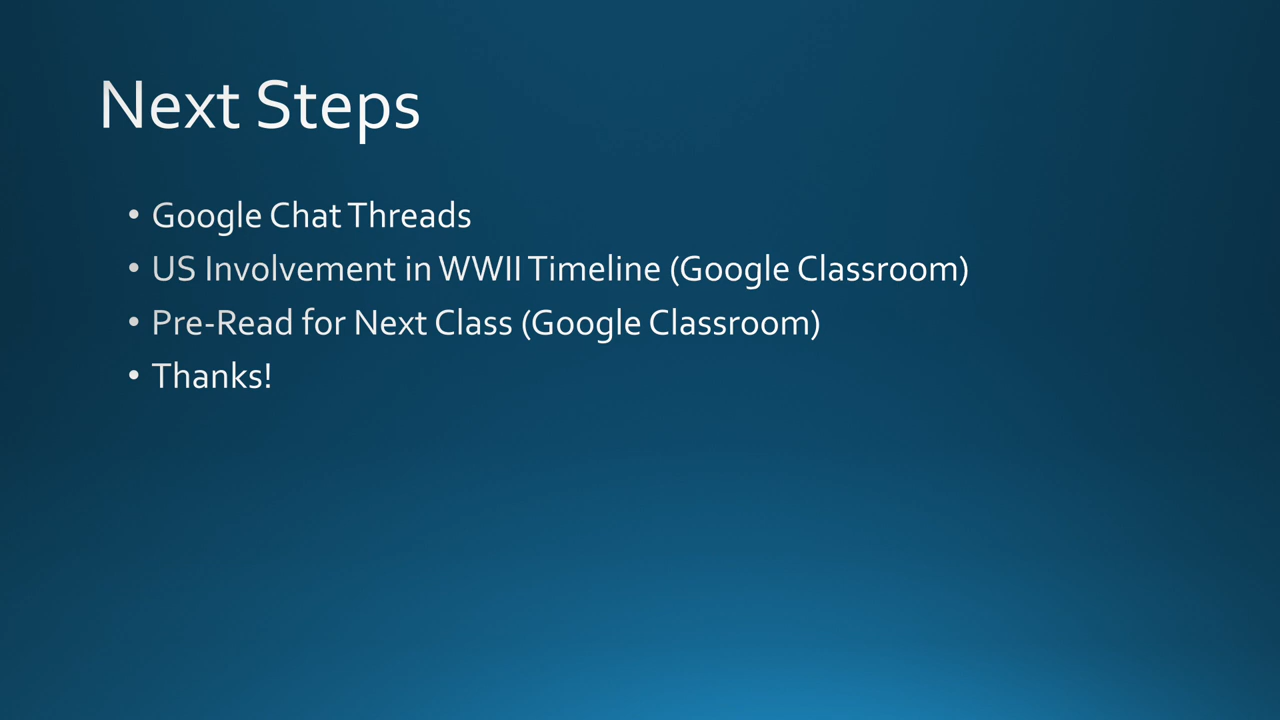 Next Steps
• Google Chat Threads
• US Involvement in WWII Timeline (Google Classroom)
• Pre-Read for Next Class (Google Classroom)
• Thanks!